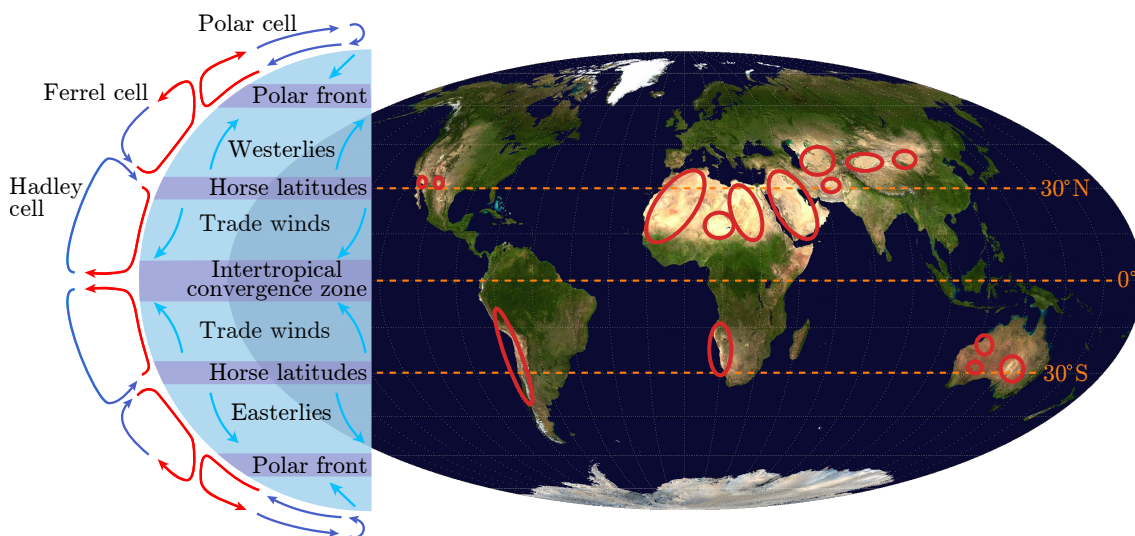 Polar cell
Ferrel cell
Hadley
cell
Polar front
Westerlies
Horse latitudes
Trade winds
Intertropical
convergence zone
Trade winds
Horse latitudes
Easterlies
Polar front
30°N
0°
30°S